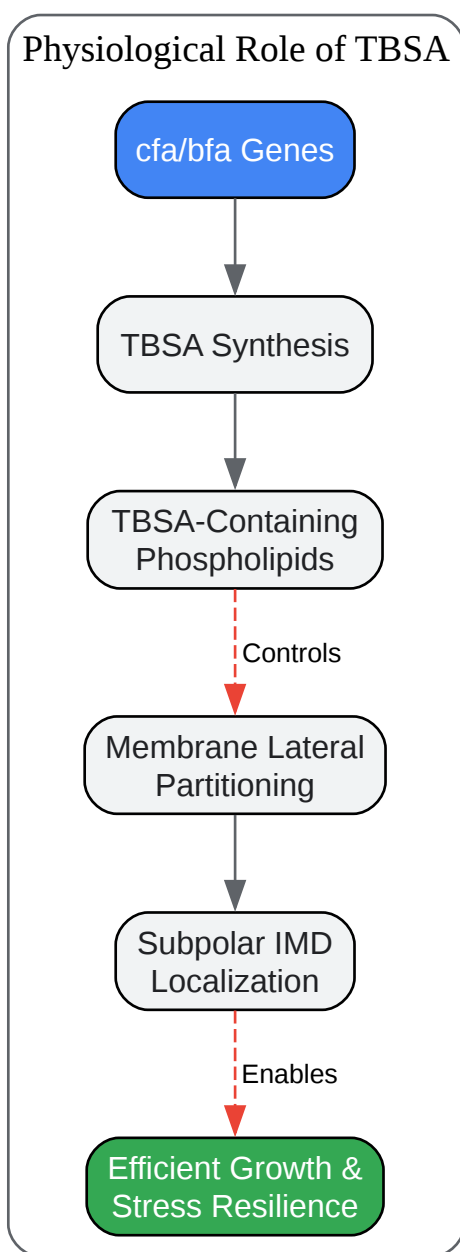 Physiological Role of TBSA
cfa/bfa Genes
TBSA Synthesis
TBSA-Containing
Phospholipids
Controls
Membrane Lateral
Partitioning
Subpolar IMD
Localization
Enables
Efficient Growth &
Stress Resilience